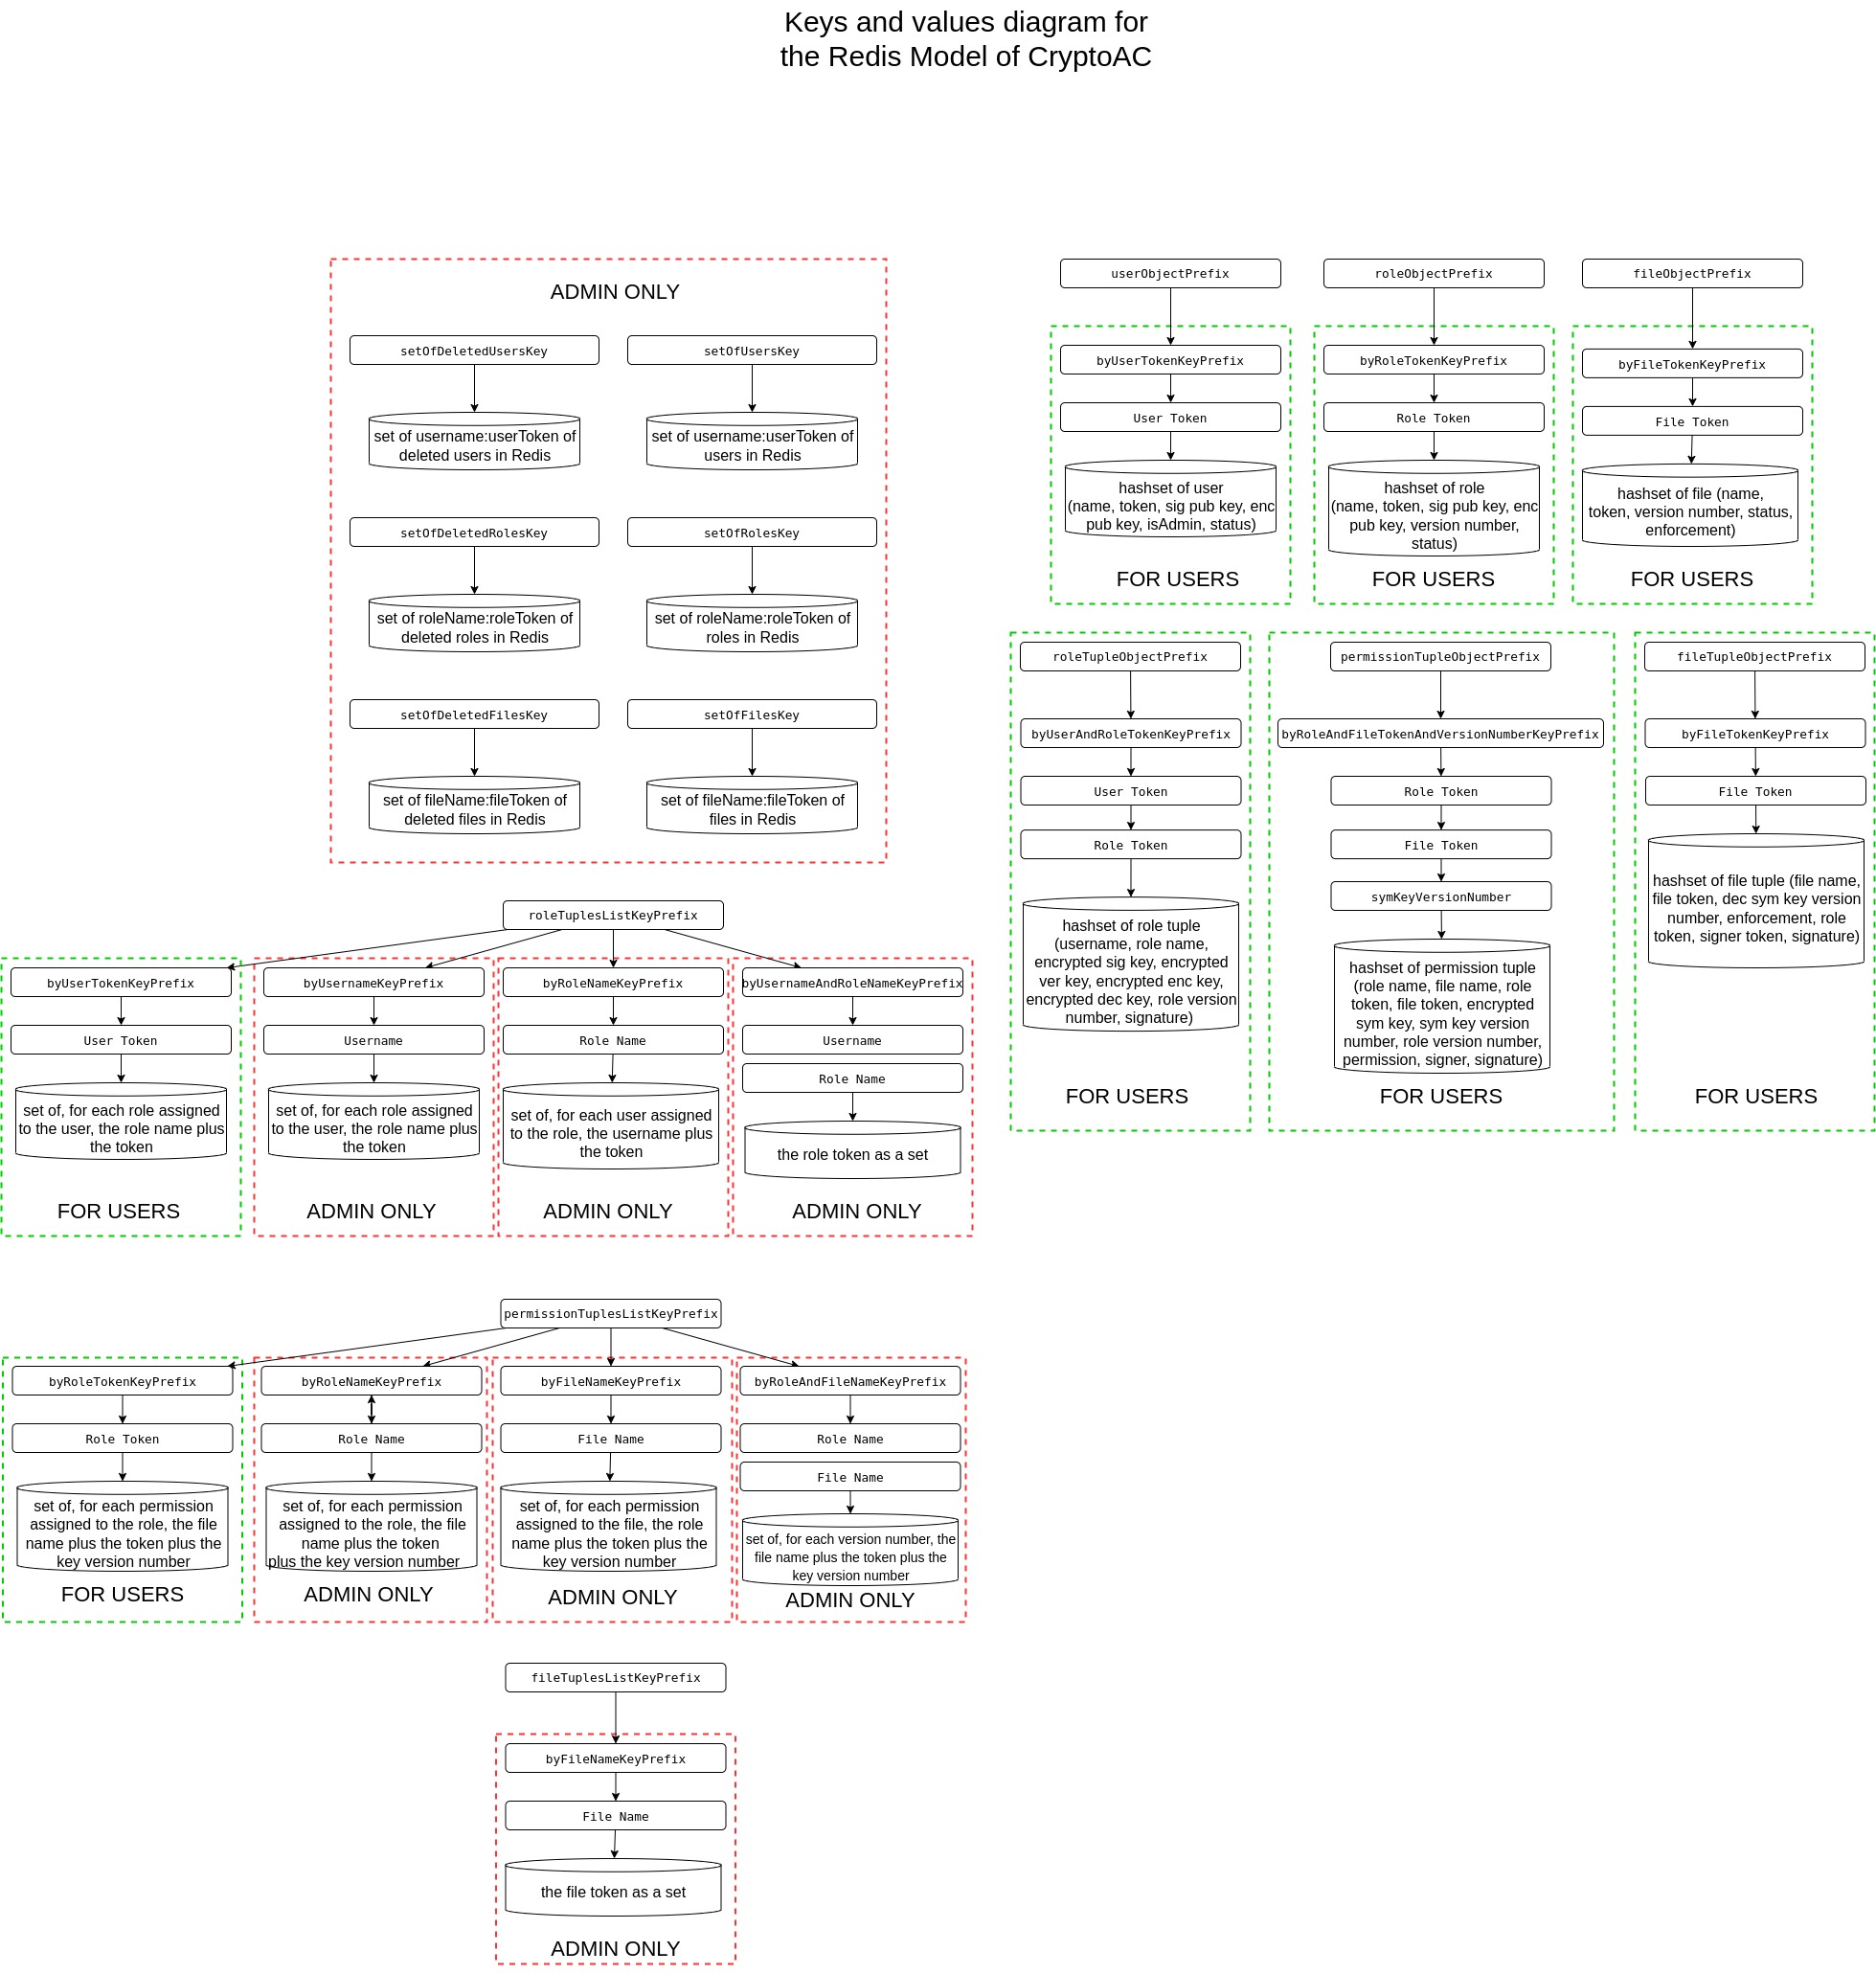 Keys and values diagram for
the Redis Model of CryptoAC
ADMIN ONLY
setOfDeletedUsersKey
setOfUsersKey
set of username:userToken of
deleted users in Redis
set of username:userToken of
users in Redis
setOfDeletedRolesKey
setOfRolesKey
set of roleName:roleToken of
deleted roles in Redis
set of roleName:roleToken of
roles in Redis
setOfDeletedFilesKey
setOfFilesKey
set of fileName:fileToken of
deleted files in Redis
set of fileName:fileToken of
files in Redis
userObjectPrefix
byUserTokenKeyPrefix
User Token
hashset of user
(name, token, sig pub key, enc
pub key, isAdmin, status)
FOR USERS
roleObjectPrefix
byRoleTokenKeyPrefix
Role Token
hashset of role
(name, token, sig pub key, enc
pub key, version number,
status)
FOR USERS
fileObjectPrefix
byFileTokenKeyPrefix
File Token
hashset of file (name,
token, version number, status,
enforcement)
FOR USERS
roleTupleObjectPrefix
byUserAndRoleTokenKeyPrefix
User Token
Role Token
hashset of role tuple
(username, role name,
encrypted sig key, encrypted
ver key, encrypted enc key,
encrypted dec key, role version
number, signature)
FOR USERS
permissionTupleObjectPrefix
byRoleAndFileTokenAndVersionNumberKeyPrefix
Role Token
File Token
symKeyVersionNumber
hashset of permission tuple
(role name, file name, role
token, file token, encrypted
sym key, sym key version
number, role version number,
permission, signer, signature)
FOR USERS
fileTupleObjectPrefix
byFileTokenKeyPrefix
File Token
hashset of file tuple (file name,
file token, dec sym key version
number, enforcement, role
token, signer token, signature)
FOR USERS
roleTuplesListKeyPrefix
byUserTokenKeyPrefix
User Token
set of, for each role assigned
to the user, the role name plus
the token
FOR USERS
byUsernameKeyPrefix
Username
set of, for each role assigned
to the user, the role name plus
the token
ADMIN ONLY
byRoleNameKeyPrefix
Role Name
set of, for each user assigned
to the role, the username plus
the token
ADMIN ONLY
byUsernameAndRoleNameKeyPrefix
Username
Role Name
the role token as a set
ADMIN ONLY
permissionTuplesListKeyPrefix
byRoleTokenKeyPrefix
Role Token
set of, for each permission
assigned to the role, the file
name plus the token plus the
key version number
FOR USERS
byRoleNameKeyPrefix
Role Name
set of, for each permission
assigned to the role, the file
name plus the token
plus the key version number
ADMIN ONLY
byFileNameKeyPrefix
File Name
set of, for each permission
assigned to the file, the role
name plus the token plus the
key version number
ADMIN ONLY
byRoleAndFileNameKeyPrefix
Role Name
File Name
set of, for each version number, the
file name plus the token plus the
key version number
ADMIN ONLY
fileTuplesListKeyPrefix
byFileNameKeyPrefix
File Name
the file token as a set
ADMIN ONLY